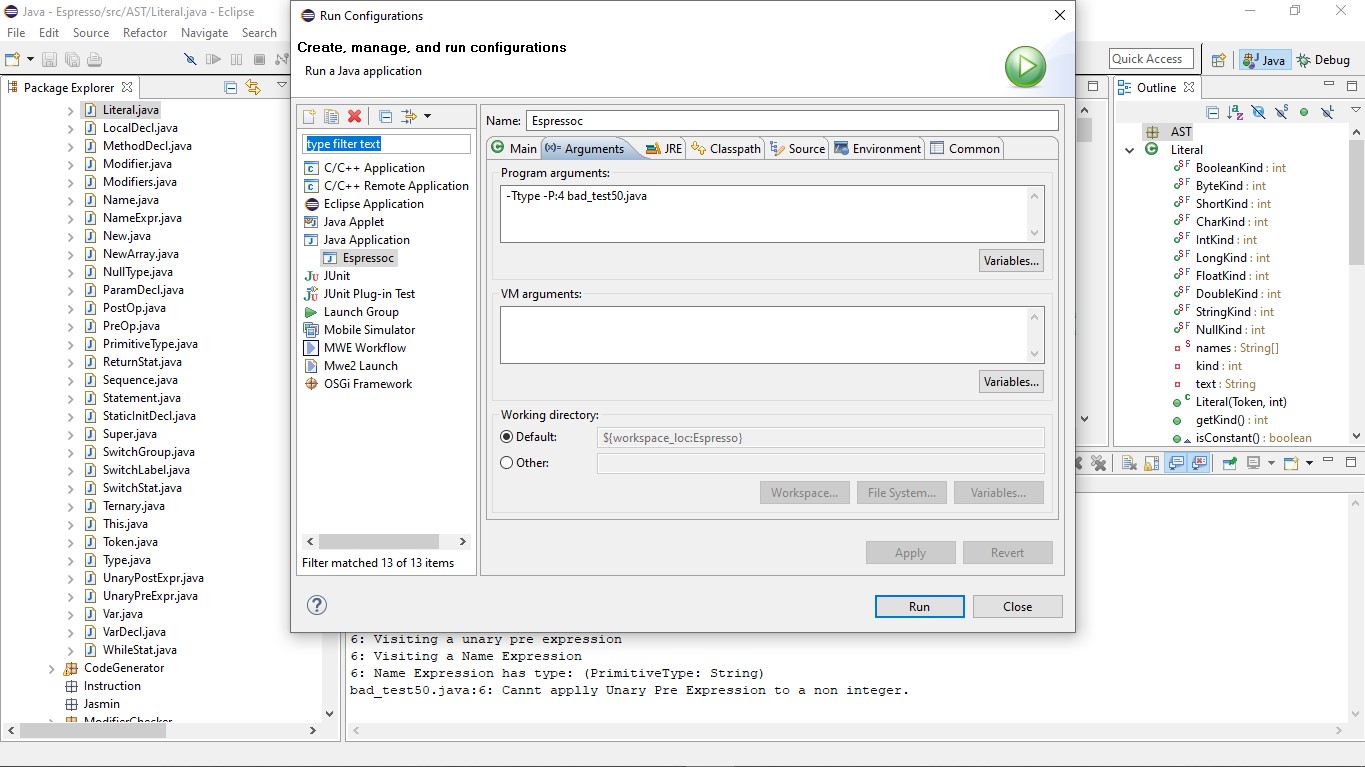 Java - Espresso/src/AST/Literal.java - Eclipse
File Edit Source Refactor Navigate Search
Quick Access
Java
Debug
Package Explorer
Literal.java
LocalDecl.java
MethodDecl.java
Modifier.java
Modifiers.java
Name.java
NameExpr.java
New.java
NewArray.java
NullType.java
ParamDecl.java
PostOp.java
PreOp.java
PrimitiveType.java
ReturnStat.java
Sequence.java
Statement.java
StaticInitDecl.java
Super.java
SwitchGroup.java
SwitchLabel.java
SwitchStat.java
Ternary.java
This.java
Token.java
Type.java
UnaryPostExpr.java
UnaryPreExpr.java
Var.java
VarDecl.java
WhileStat.java
CodeGenerator
Instruction
Jasmin
ModifierChecker
Run Configurations
Create, manage, and run configurations
Run a Java application
type filter text
C/C++ Application
C/C++ Remote Application
Eclipse Application
Java Applet
Java Application
Espressoc
JUnit
JUnit Plug-in Test
Launch Group
Mobile Simulator
MWE Workflow
Mwe2 Launch
OSGi Framework
Filter matched 13 of 13 items
Name: Espressoc
Main (x)= Arguments JRE Classpath Source Environment Common
Program arguments:
-Ttype -P:4 bad_test50.java
Variables...
VM arguments:
Variables...
Working directory:
Default: ${workspace_loc:Espresso}
Other:
Workspace... File System... Variables...
Apply Revert
Run Close
Outline
AST
Literal
BooleanKind : int
ByteKind : int
ShortKind : int
CharKind : int
IntKind : int
LongKind : int
FloatKind : int
DoubleKind : int
StringKind : int
NullKind : int
names : String[]
kind : int
text : String
Literal(Token, int)
getKind() : int
isConstant() : boolean
6: Visiting a unary pre expression
6: Visiting a Name Expression
6: Name Expression has type: (PrimitiveType: String)
bad_test50.java:6: Cannt applly Unary Pre Expression to a non integer.